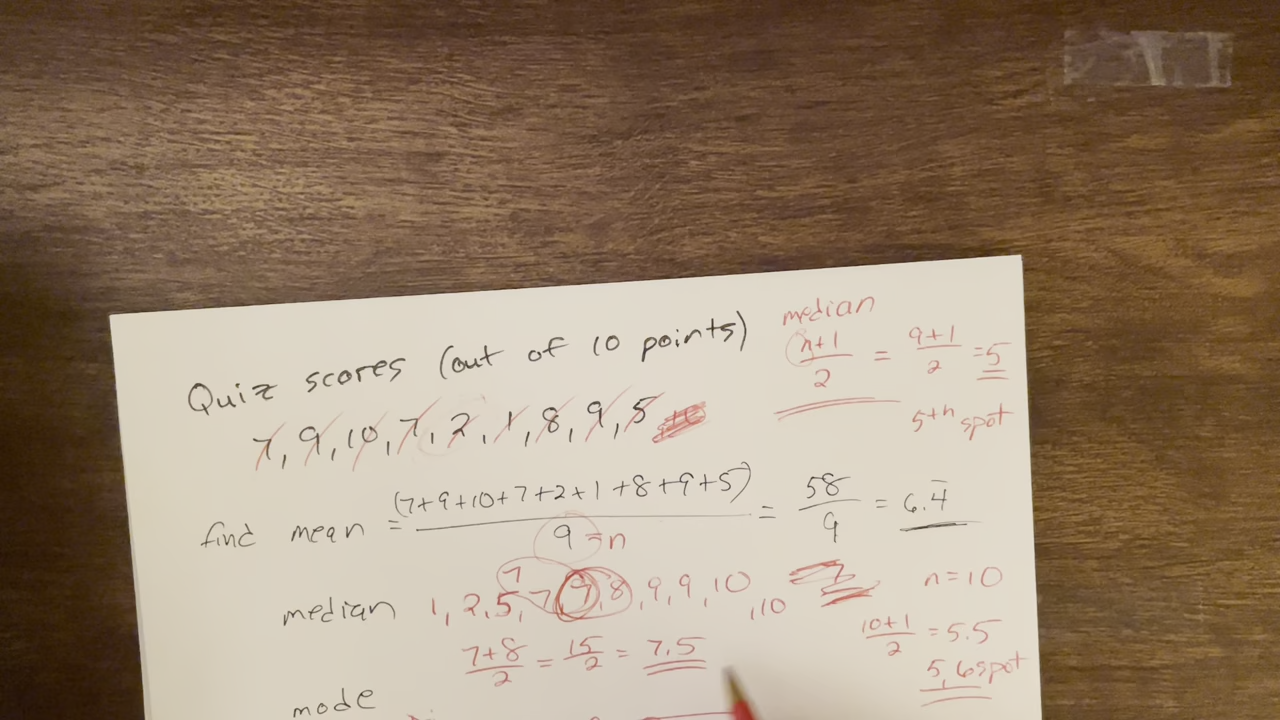 Quiz scores (out of 10 points)
7, 9, 10, 7, 2, 1, 8, 9, 5
median
n+1/2 = 9+1/2 = 5
5th spot
find mean = (7+9+10+7+2+1+8+9+5)/9 = 58/9 = 6.4̅
9 = n
median 1, 2, 5, 7, 7, 8, 9, 9, 10, 10
7
7+8/2 = 15/2 = 7.5
n=10
10+1/2 = 5.5
5,6 spot
mode